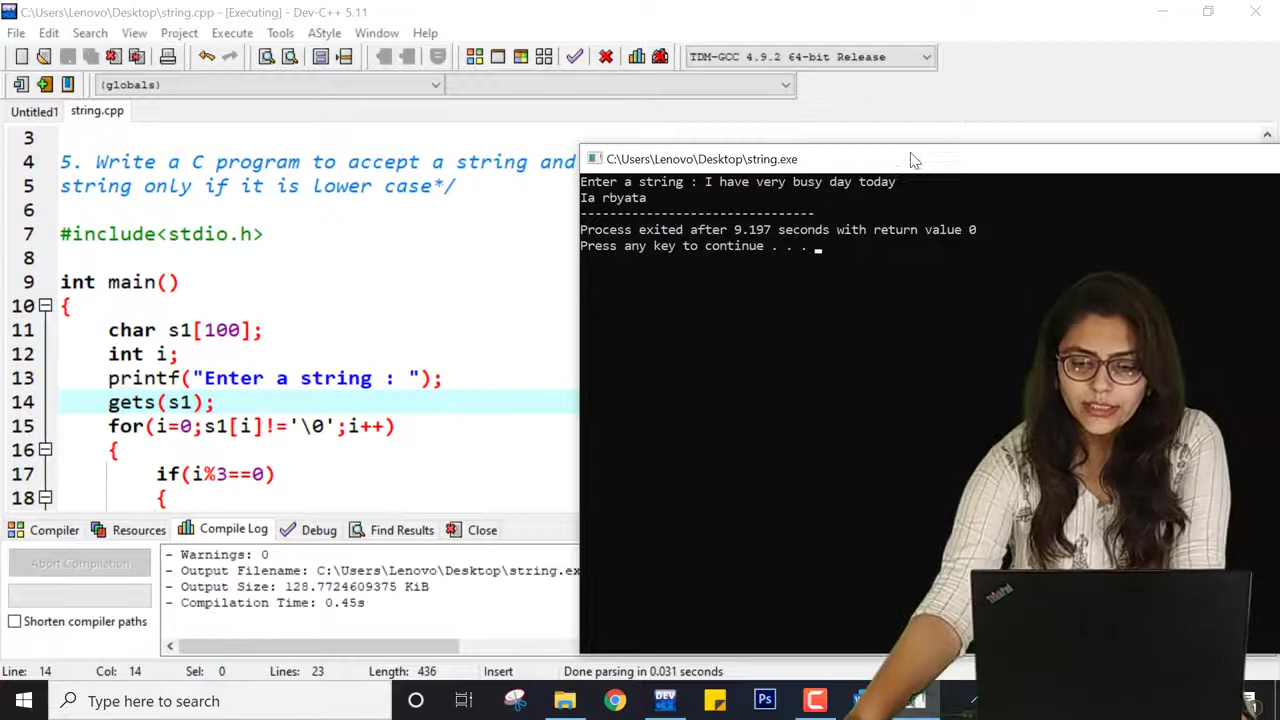 C:\Users\Lenovo\Desktop\string.cpp - [Executing] - Dev-C++ 5.11
File Edit Search View Project Execute Tools AStyle Window Help
TDM-GCC 4.9.2 64-bit Release
(globals)
Untitled1 string.cpp
3
4 5. Write a C program to accept a string and
5 string only if it is lower case*/
6
7 #include<stdio.h>
8
9 int main()
10 {
11 char s1[100];
12 int i;
13 printf("Enter a string : ");
14 gets(s1);
15 for(i=0;s1[i]!='\0';i++)
16 {
17 if(i%3==0)
18 {
C:\Users\Lenovo\Desktop\string.exe
Enter a string : I have very busy day today
Ia rbyata
--------------------------------
Process exited after 9.197 seconds with return value 0
Press any key to continue . . .
Compiler Resources Compile Log Debug Find Results Close
Abort Compilation
Shorten compiler paths
- Warnings: 0
- Output Filename: C:\Users\Lenovo\Desktop\string.ex
- Output Size: 128.7724609375 KiB
- Compilation Time: 0.45s
Line: 14 Col: 14 Sel: 0 Lines: 23 Length: 436 Insert Done parsing in 0.031 seconds
Type here to search
DEV
Ps
ThinkPad
1